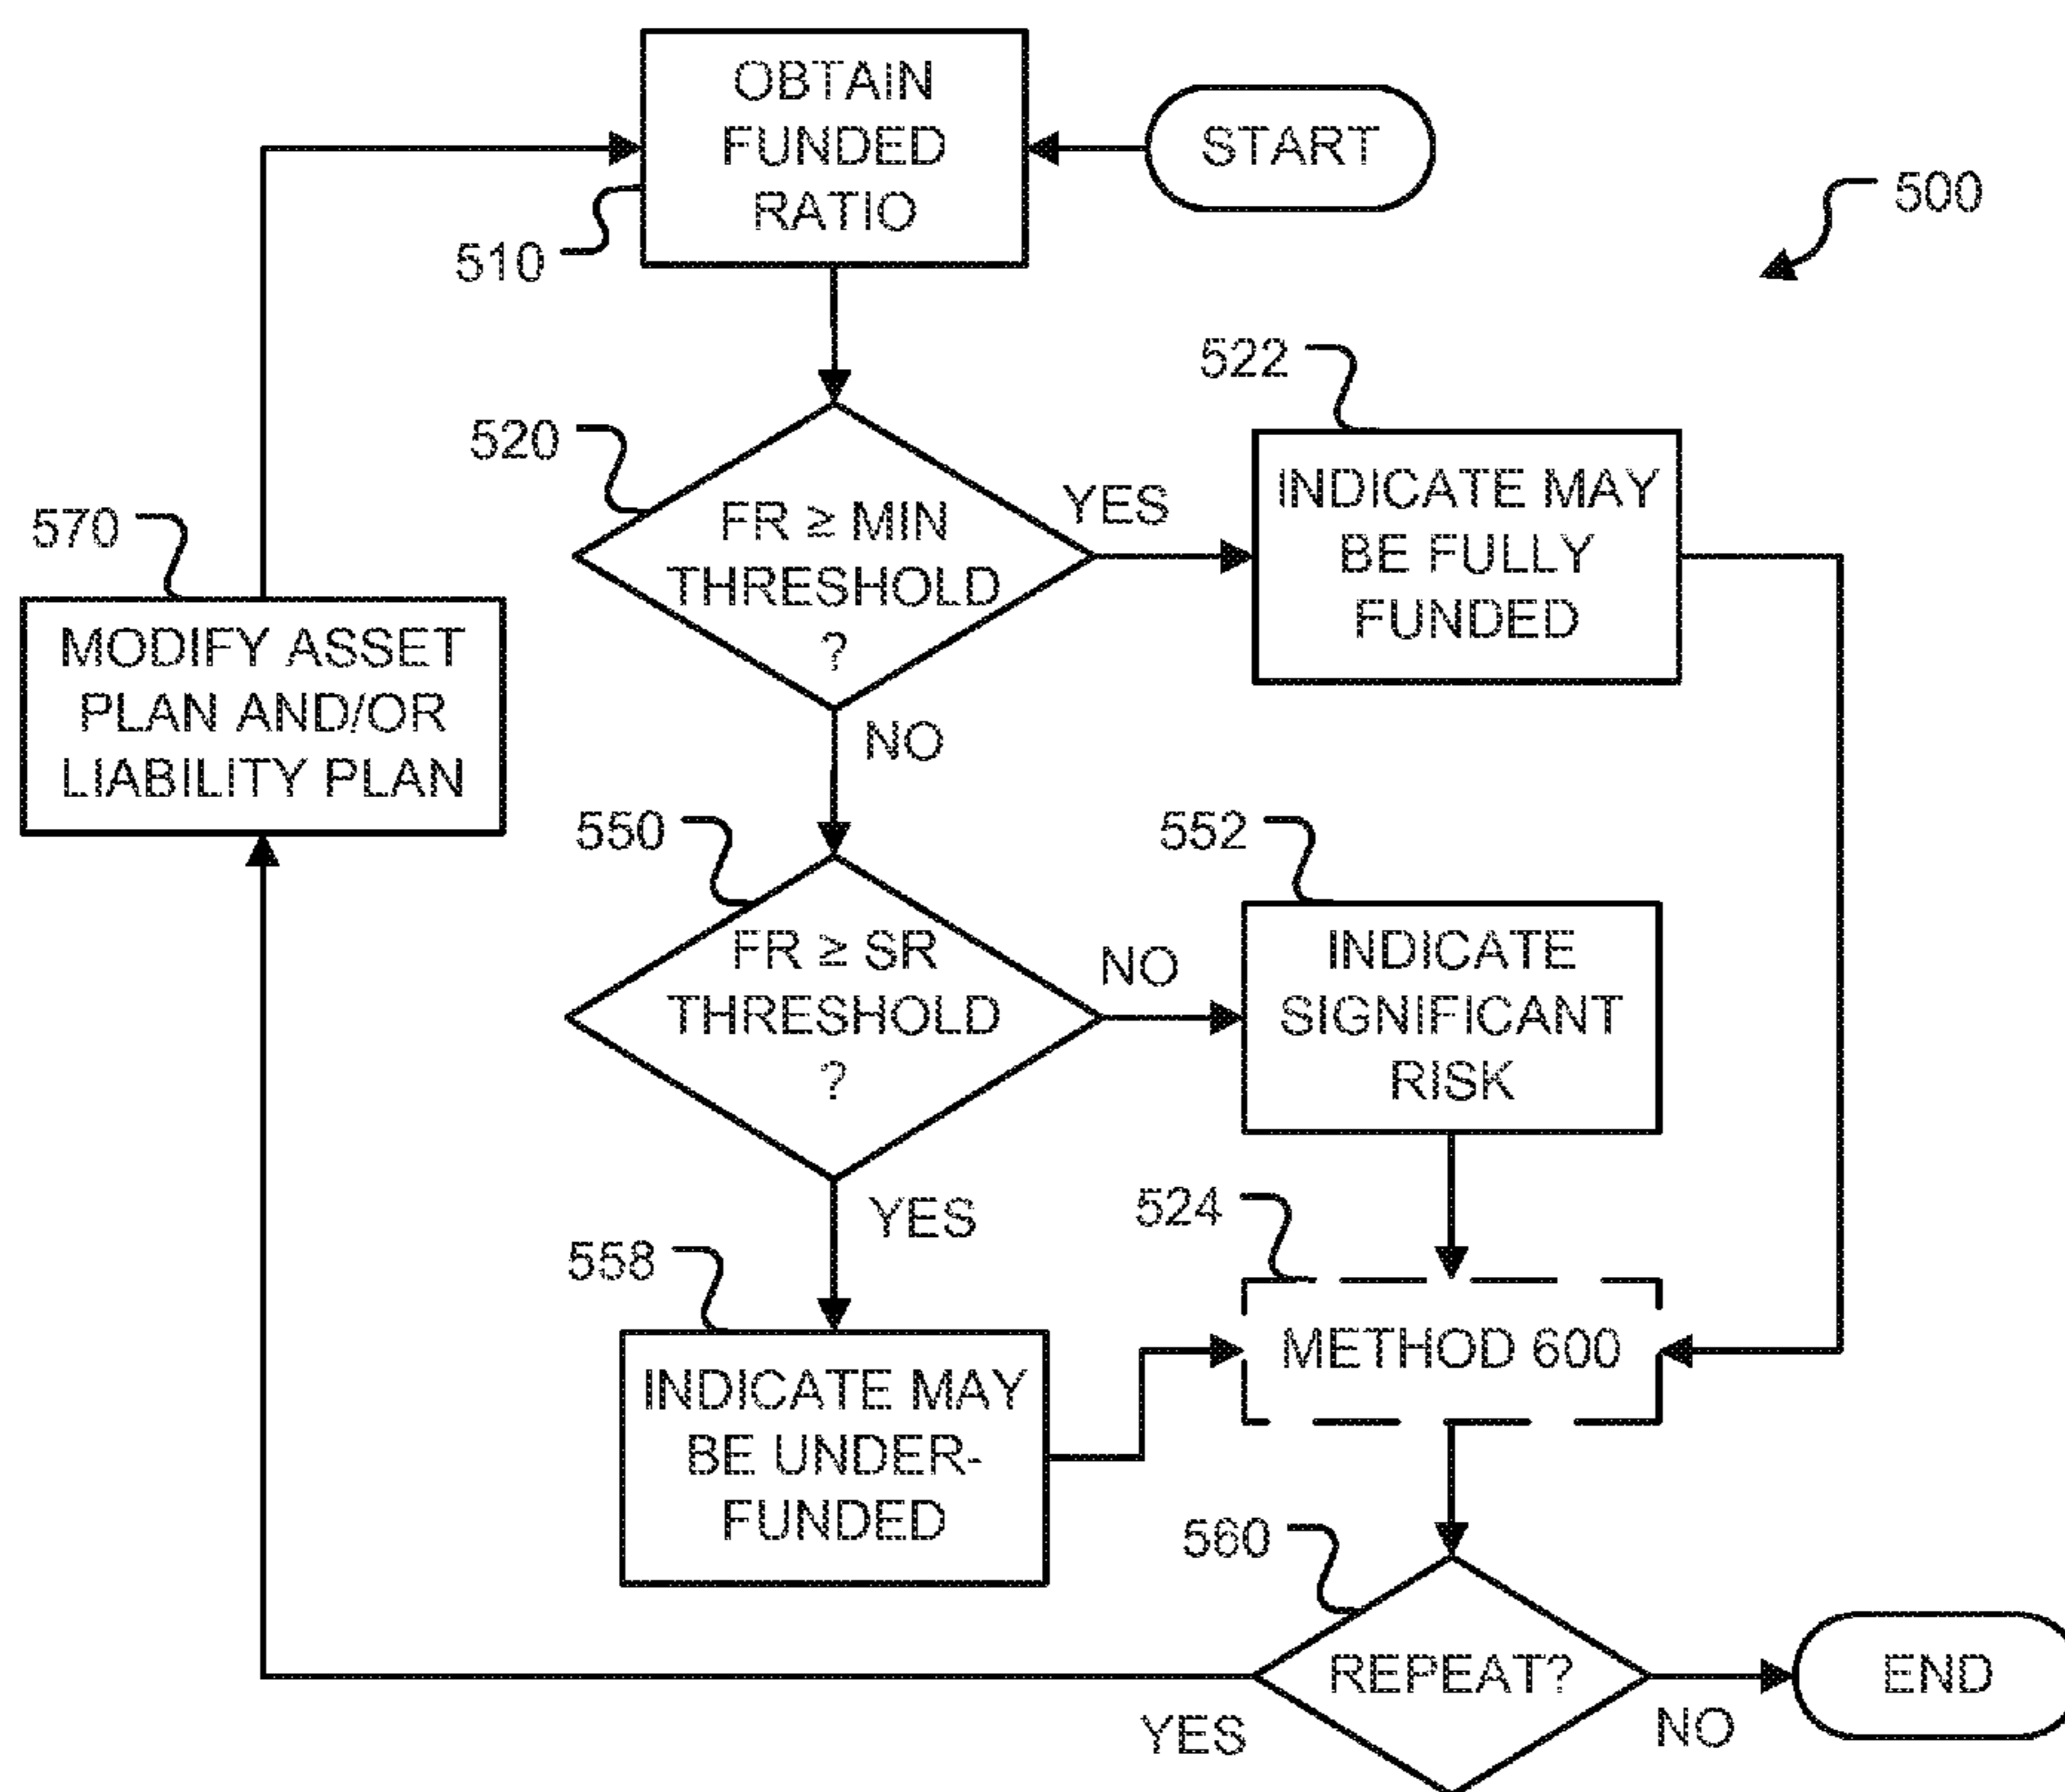 OBTAIN
FUNDED
RATIO
START
500
510
522
520
INDICATE MAY
BE FULLY
FUNDED
YES
FR ≥ MIN
THRESHOLD
?
570
MODIFY ASSET
PLAN AND/OR
LIABILITY PLAN
NO
550
552
FR ≥ SR
THRESHOLD
?
NO
INDICATE
SIGNIFICANT
RISK
YES
524
558
METHOD 600
INDICATE MAY
BE UNDER-
FUNDED
560
REPEAT?
YES
NO
END